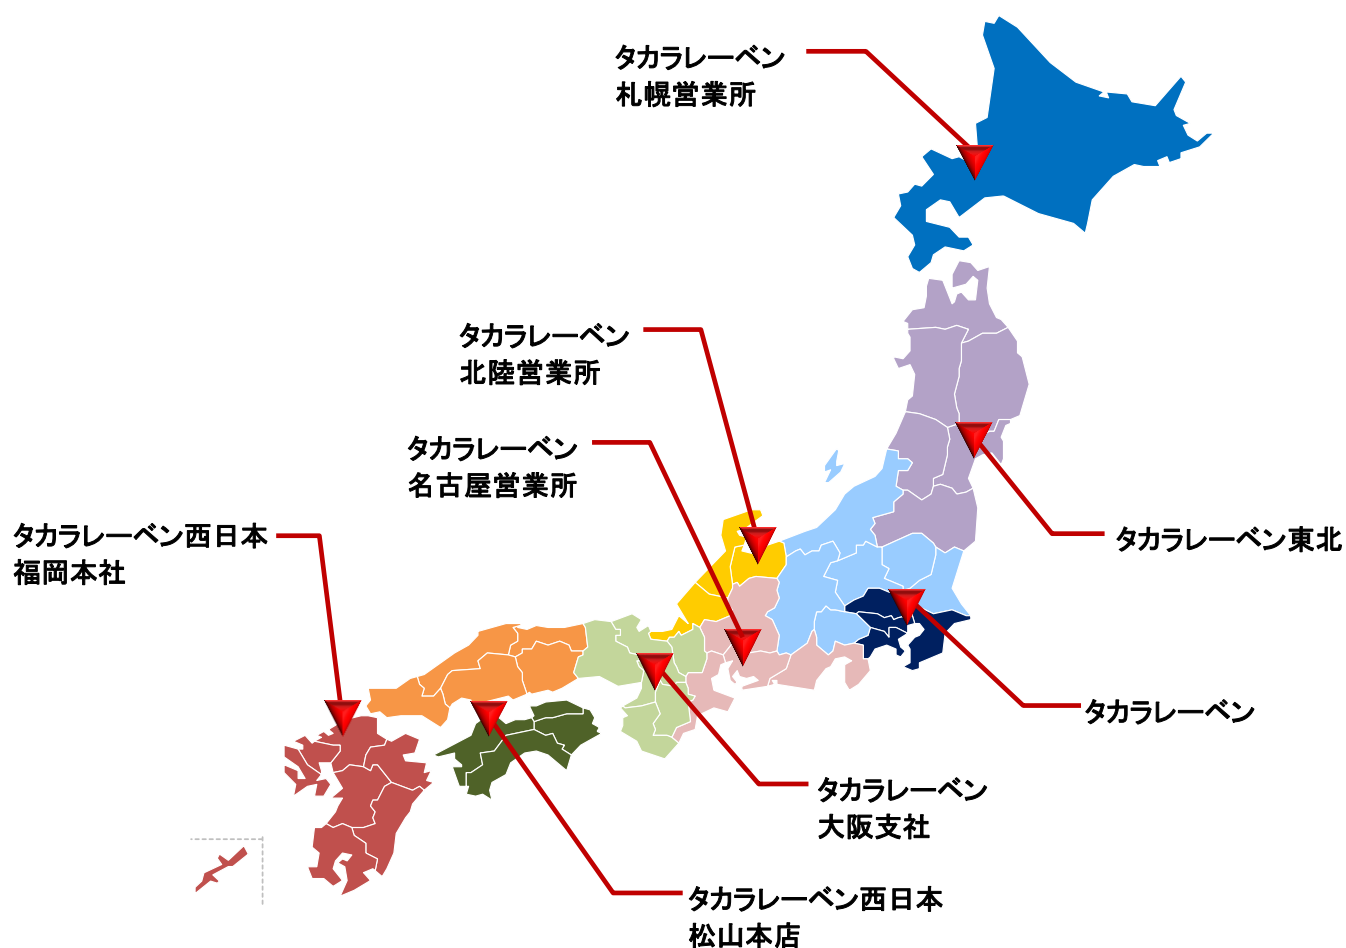 タカラレーベン
札幌営業所
タカラレーベン
北陸営業所
タカラレーベン
名古屋営業所
タカラレーベン西日本
福岡本社
タカラレーベン東北
タカラレーベン
タカラレーベン
大阪支社
タカラレーベン西日本
松山本店